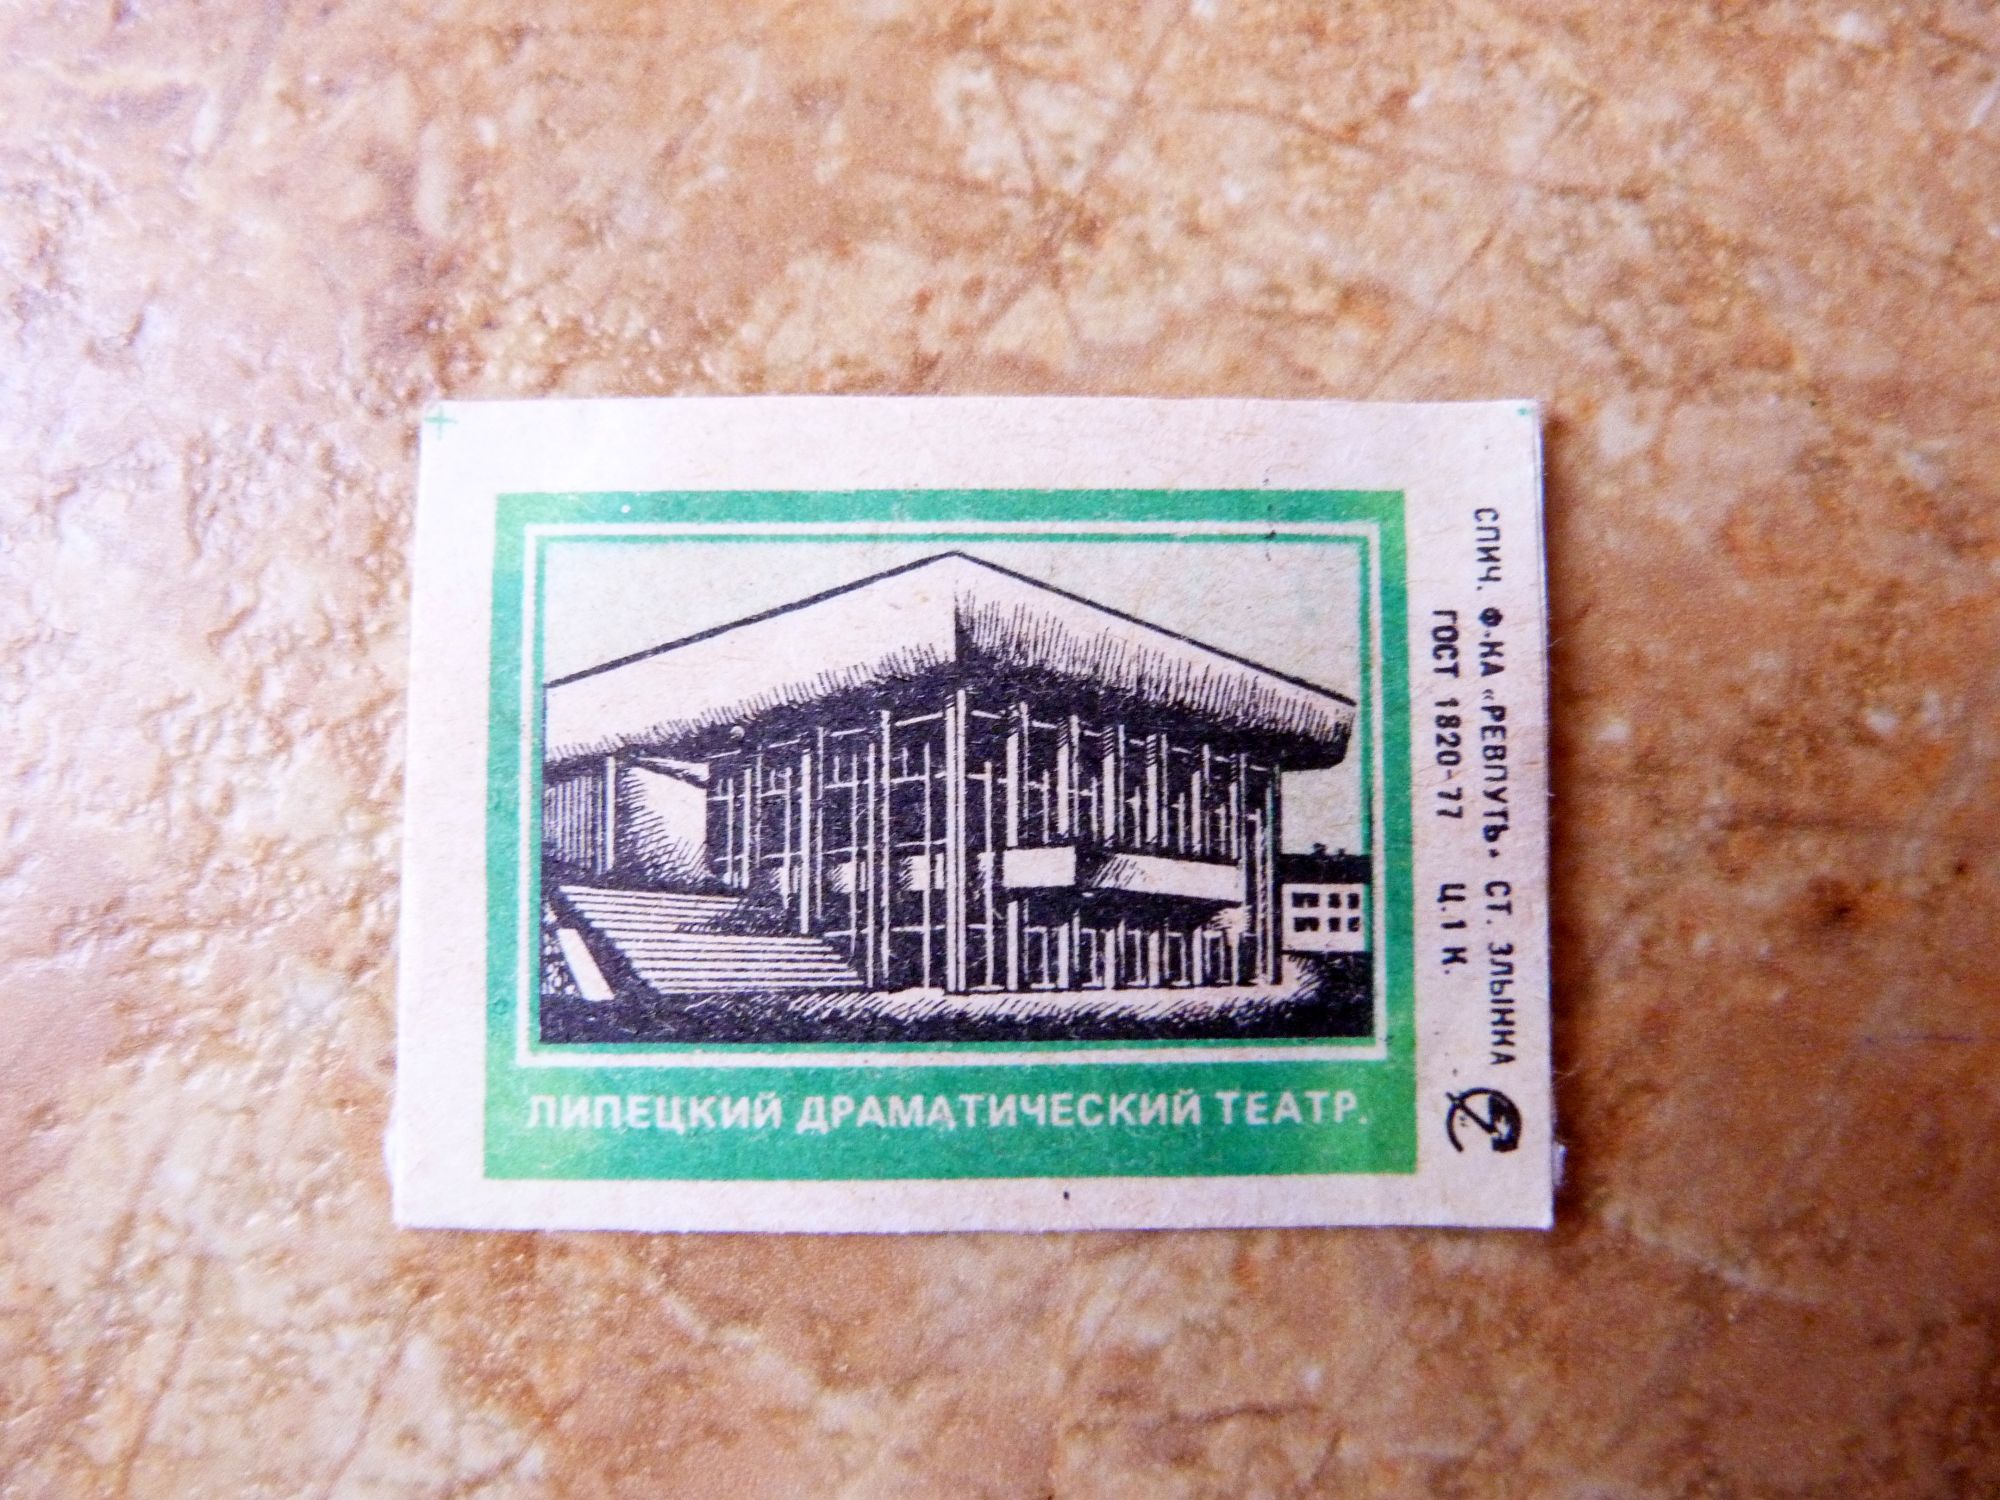 ЛИПЕЦКИЙ ДРАМАТИЧЕСКИЙ ТЕАТР.
СПИЧ. Ф-КА «РЕВПУТЬ» СТ. ЗЛЫНКА
ГОСТ 1820-77 Ц.1 К.